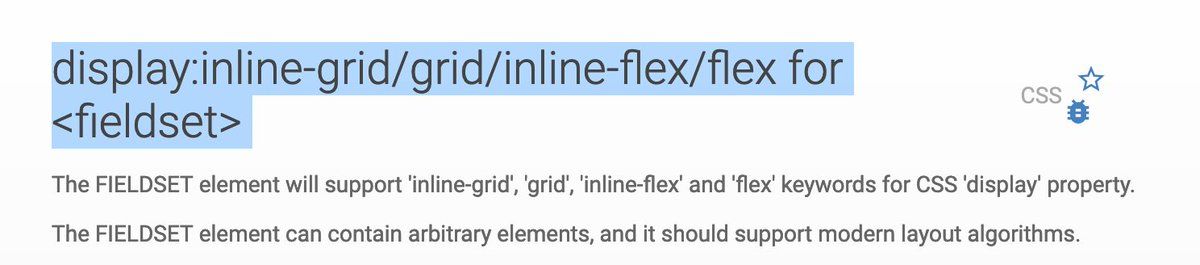 display:inline-grid/grid/inline-flex/flex for
<fieldset>
CSS
The FIELDSET element will support 'inline-grid', 'grid', 'inline-flex' and 'flex' keywords for CSS 'display' property.
The FIELDSET element can contain arbitrary elements, and it should support modern layout algorithms.